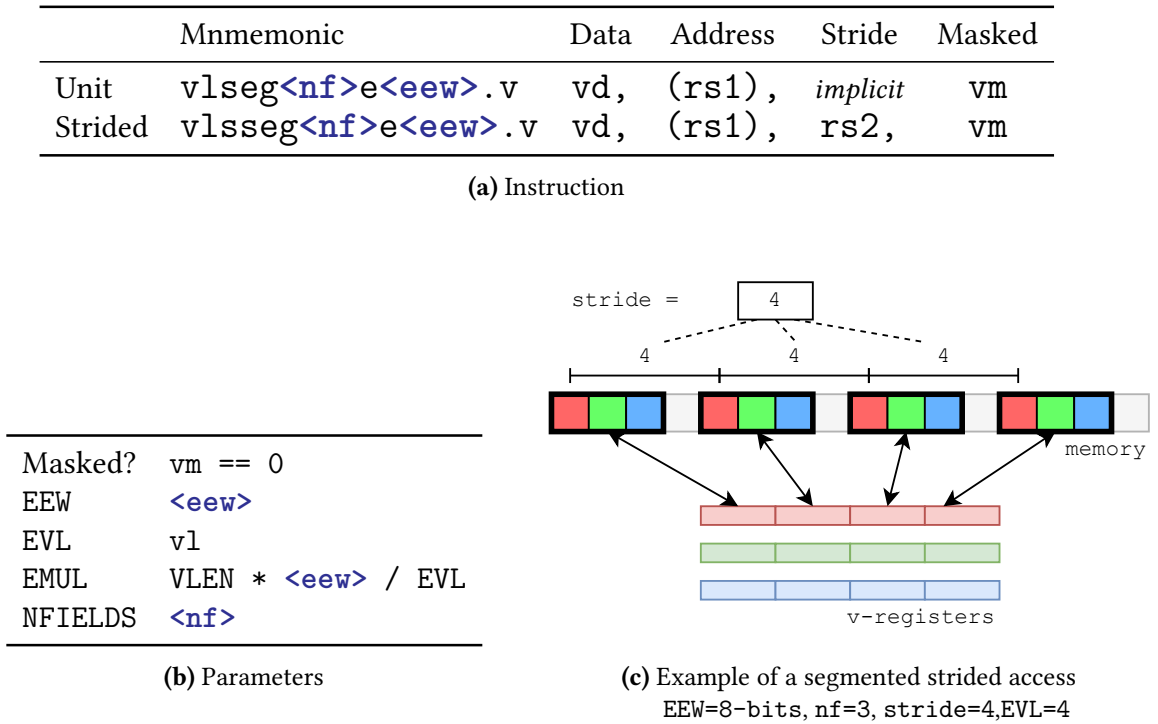 Mnmemonic Data Address Stride Masked
Unit vlseg<nf>e<eew>.v vd, (rs1), implicit vm
Strided vlsseg<nf>e<eew>.v vd, (rs1), rs2, vm
(a) Instruction
stride = 4
4 4 4
memory
v-registers
Masked? vm == 0
EEW <eew>
EVL vl
EMUL VLEN * <eew> / EVL
NFIELDS <nf>
(b) Parameters
(c) Example of a segmented strided access
EEW=8-bits, nf=3, stride=4,EVL=4